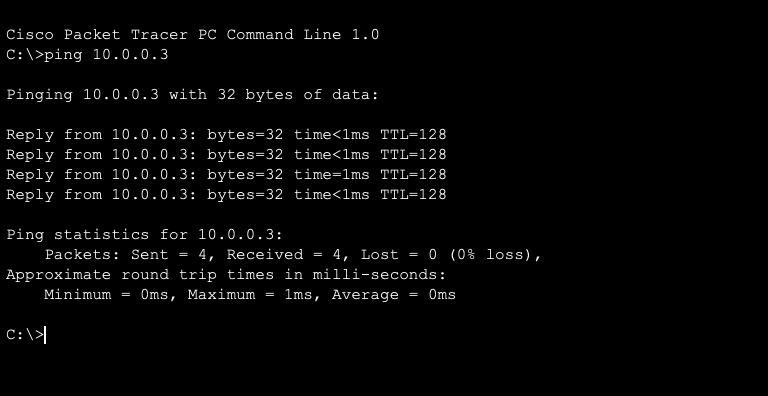 Cisco Packet Tracer PC Command Line 1.0
C:\>ping 10.0.0.3
Pinging 10.0.0.3 with 32 bytes of data:
Reply from 10.0.0.3: bytes=32 time<1ms TTL=128
Reply from 10.0.0.3: bytes=32 time<1ms TTL=128
Reply from 10.0.0.3: bytes=32 time=1ms TTL=128
Reply from 10.0.0.3: bytes=32 time<1ms TTL=128
Ping statistics for 10.0.0.3:
    Packets: Sent = 4, Received = 4, Lost = 0 (0% loss),
Approximate round trip times in milli-seconds:
    Minimum = 0ms, Maximum = 1ms, Average = 0ms
C:\>